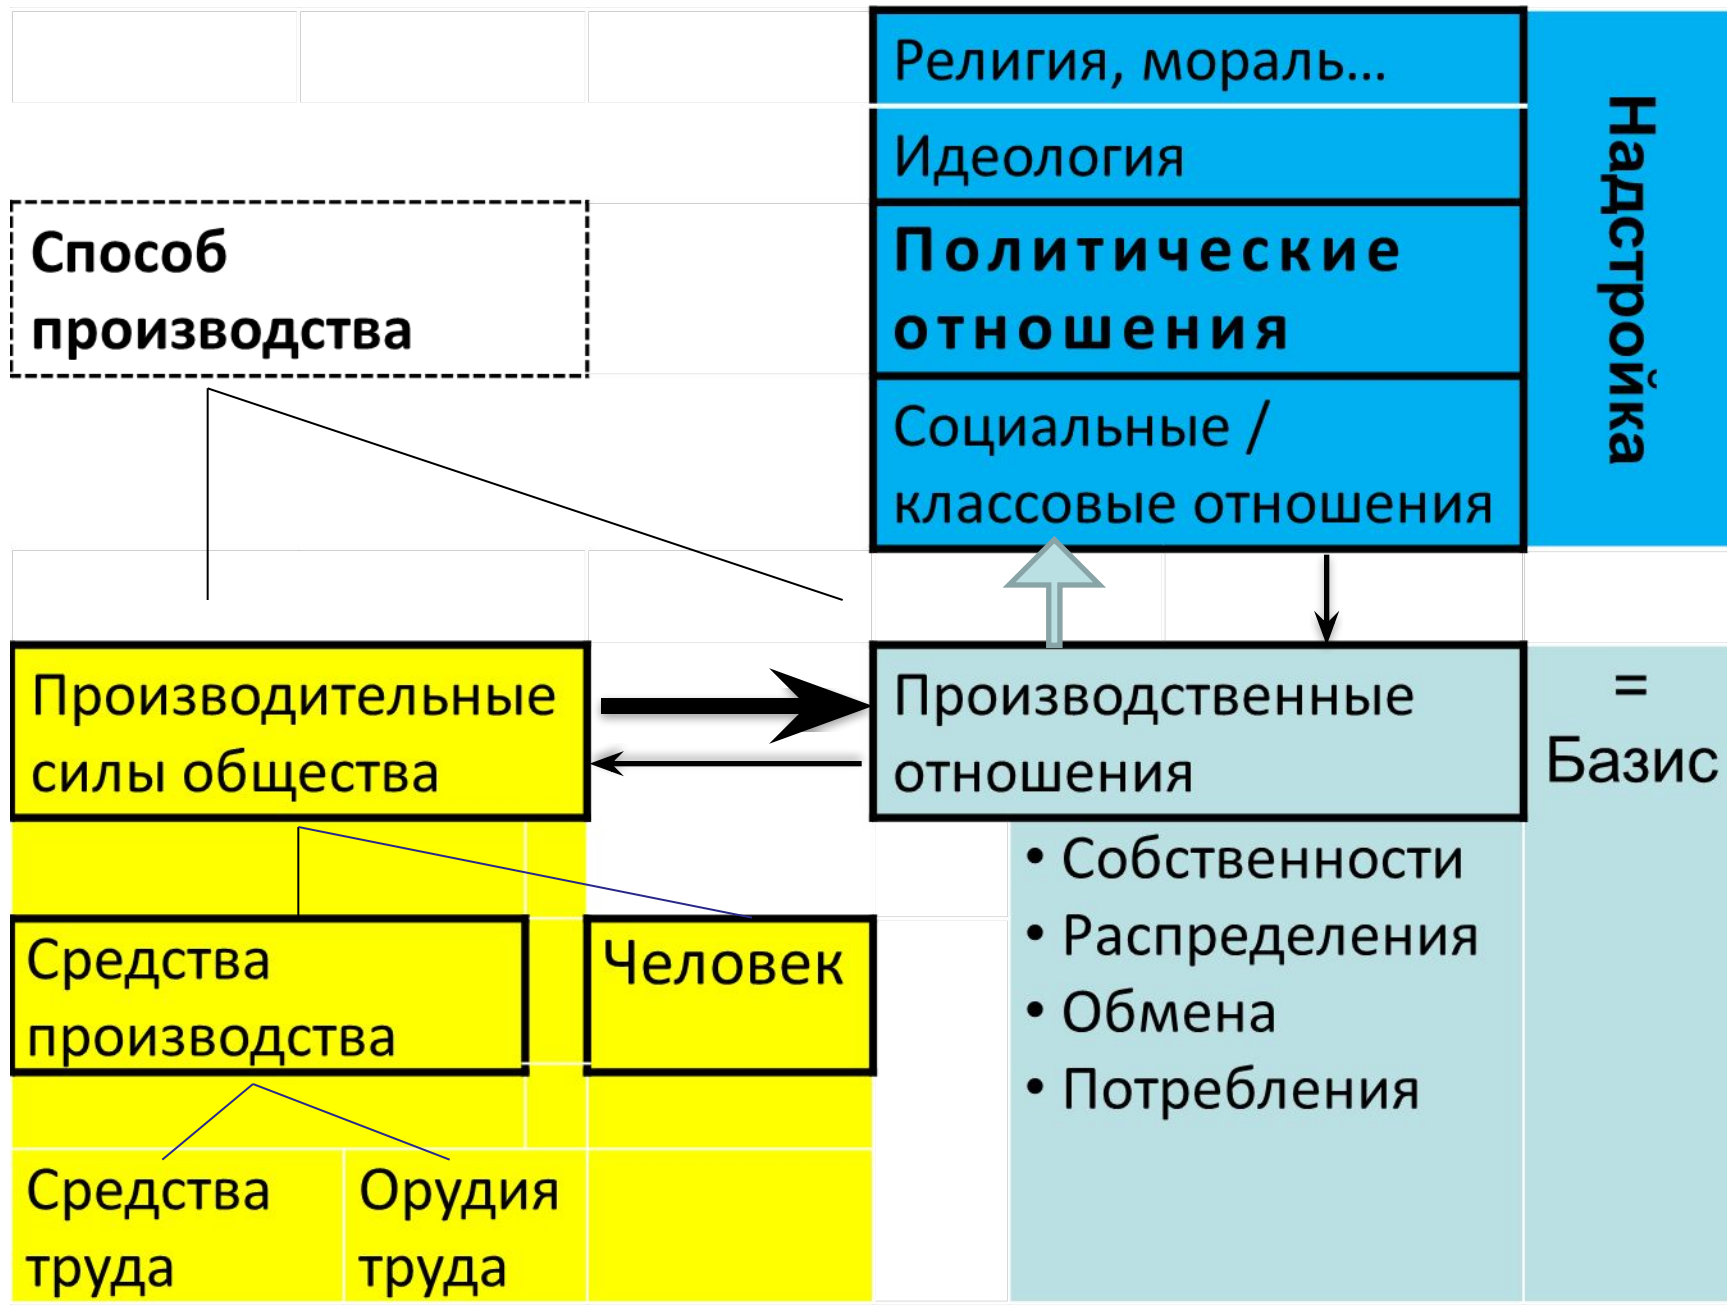 Религия, мораль...
Идеология
Надстройка
Способ
производства
Политические
отношения
Социальные /
классовые отношения
Производительные
силы общества
Производственные
отношения
=
Базис
• Собственности
• Распределения
• Обмена
• Потребления
Средства
производства
Человек
Средства
труда
Орудия
труда